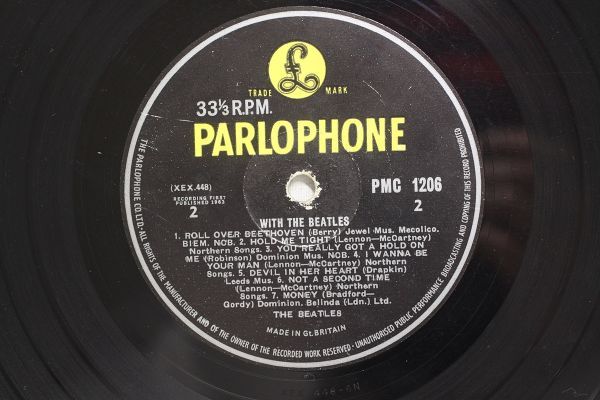 £
TRADE MARK
33⅓ R.P.M.
PARLOPHONE
(XEX.448)
PMC 1206
RECORDING FIRST
PUBLISHED 1963
2
2
WITH THE BEATLES
1. ROLL OVER BEETHOVEN (Berry) Jewel Mus. Mecolico.
BIEM. NCB. 2. HOLD ME TIGHT (Lennon—McCartney)
Northern Songs. 3. YOU REALLY GOT A HOLD ON
ME (Robinson) Dominion Mus. NCB. 4. I WANNA BE
YOUR MAN (Lennon—McCartney) Northern
Songs. 5. DEVIL IN HER HEART (Drapkin)
Leeds Mus. 6. NOT A SECOND TIME
(Lennon—McCartney) Northern
Songs. 7. MONEY (Bradford—
Gordy) Dominion. Belinda (Ldn.) Ltd.
THE BEATLES
MADE IN Gt. BRITAIN
THE PARLOPHONE CO. LTD. · ALL RIGHTS OF THE MANUFACTURER AND OF THE OWNER OF THE RECORDED WORK RESERVED · UNAUTHORISED PUBLIC PERFORMANCE BROADCASTING AND COPYING OF THIS RECORD PROHIBITED